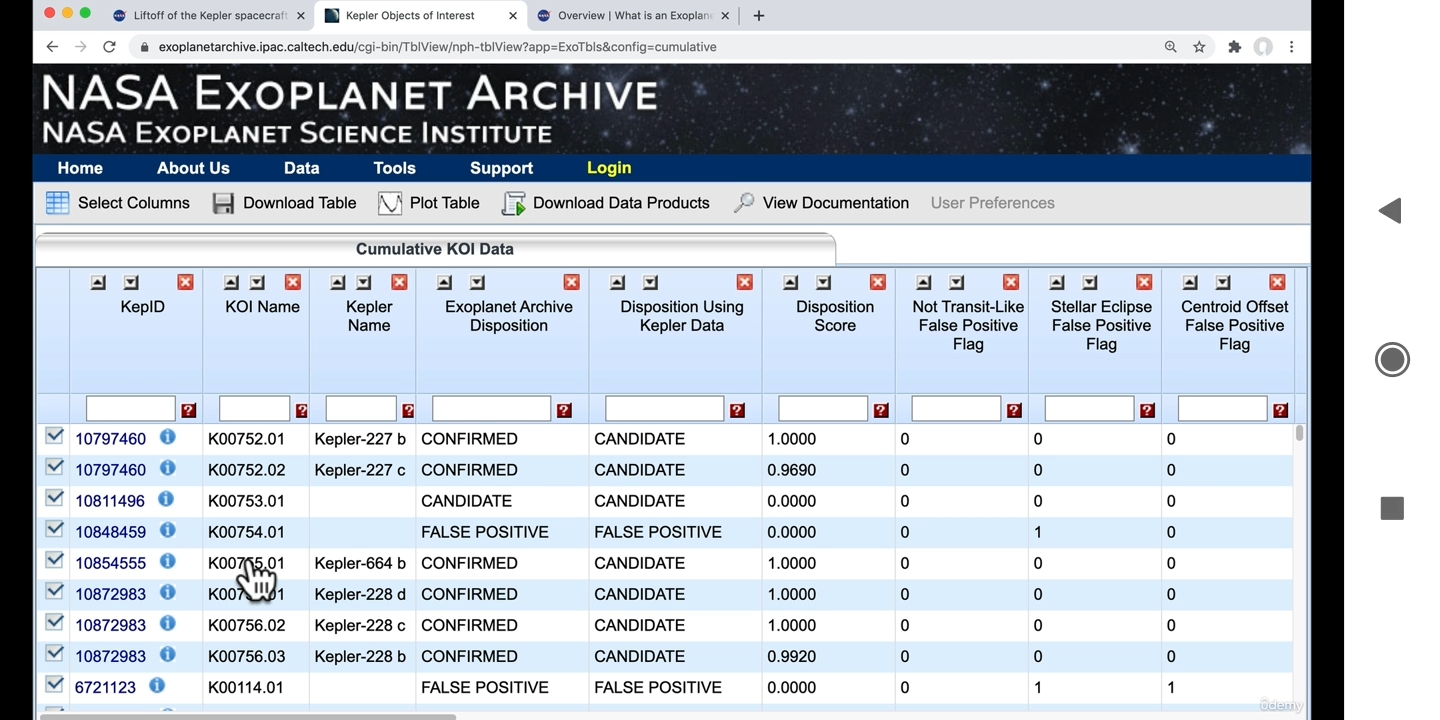 Liftoff of the Kepler spacecraft
Kepler Objects of Interest
Overview | What is an Exoplane
exoplanetarchive.ipac.caltech.edu/cgi-bin/TblView/nph-tblView?app=ExoTbls&config=cumulative
NASA EXOPLANET ARCHIVE
NASA EXOPLANET SCIENCE INSTITUTE
Home About Us Data Tools Support Login
Select Columns Download Table Plot Table Download Data Products View Documentation User Preferences
Cumulative KOI Data
KepID KOI Name Kepler Exoplanet Archive Disposition Using Disposition Not Transit-Like Stellar Eclipse Centroid Offset
Name Disposition Kepler Data Score False Positive False Positive False Positive
Flag Flag Flag
? ? ? ? ? ? ? ? ?
10797460 i K00752.01 Kepler-227 b CONFIRMED CANDIDATE 1.0000 0 0 0
10797460 i K00752.02 Kepler-227 c CONFIRMED CANDIDATE 0.9690 0 0 0
10811496 i K00753.01 CANDIDATE CANDIDATE 0.0000 0 0 0
10848459 i K00754.01 FALSE POSITIVE FALSE POSITIVE 0.0000 0 1 0
10854555 i K00755.01 Kepler-664 b CONFIRMED CANDIDATE 1.0000 0 0 0
10872983 i Kepler-228 d CONFIRMED CANDIDATE 1.0000 0 0 0
10872983 i K00756.02 Kepler-228 c CONFIRMED CANDIDATE 1.0000 0 0 0
10872983 i K00756.03 Kepler-228 b CONFIRMED CANDIDATE 0.9920 0 0 0
6721123 i K00114.01 FALSE POSITIVE FALSE POSITIVE 0.0000 0 1 1
ûdemy